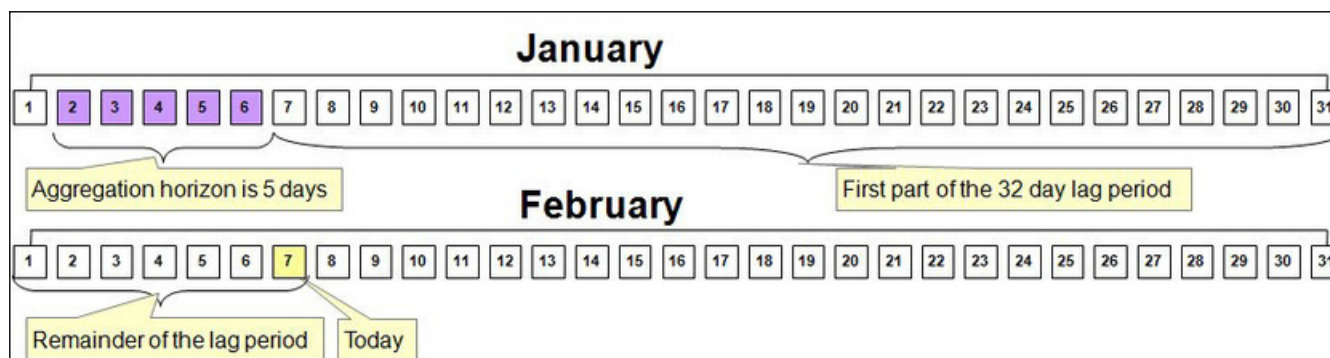 January
1 2 3 4 5 6 7 8 9 10 11 12 13 14 15 16 17 18 19 20 21 22 23 24 25 26 27 28 29 30 31
Aggregation horizon is 5 days
First part of the 32 day lag period
February
1 2 3 4 5 6 7 8 9 10 11 12 13 14 15 16 17 18 19 20 21 22 23 24 25 26 27 28 29 30 31
Remainder of the lag period
Today